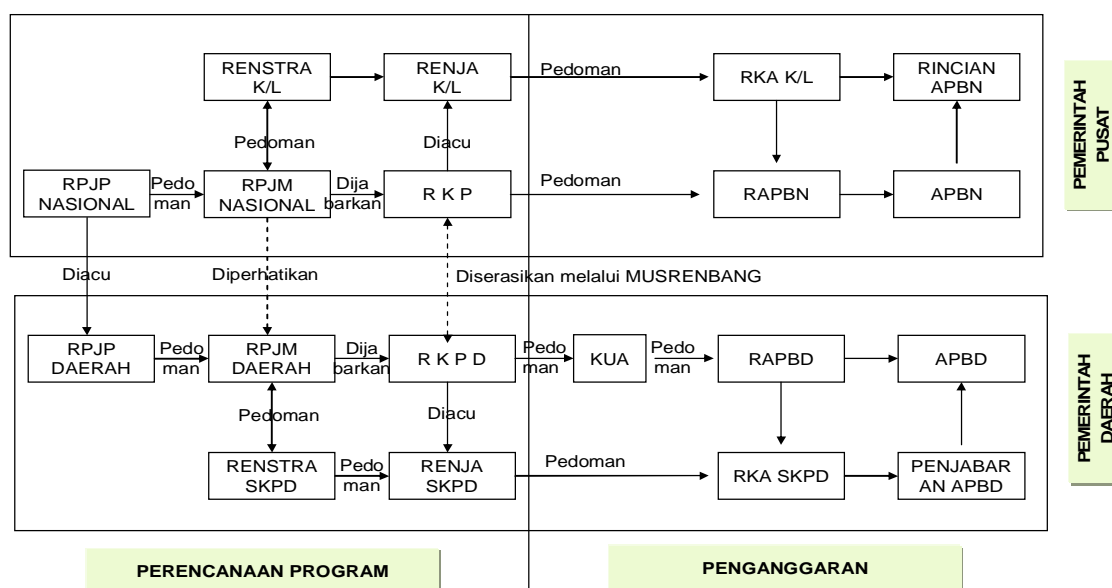 RENSTRA
K/L
RENJA
K/L
Pedoman
RKA K/L
RINCIAN
APBN
Pedoman
Diacu
RPJP
NASIONAL
Pedo
man
RPJM
NASIONAL
Dija
barkan
R K P
Pedoman
RAPBN
APBN
PEMERINTAH
PUSAT
Diacu
Diperhatikan
Diserasikan melalui MUSRENBANG
RPJP
DAERAH
Pedo
man
RPJM
DAERAH
Dija
barkan
R K P D
Pedo
man
KUA
Pedo
man
RAPBD
APBD
Pedoman
Diacu
RENSTRA
SKPD
Pedo
man
RENJA
SKPD
Pedoman
RKA SKPD
PENJABAR
AN APBD
PEMERINTAH
DAERAH
PERENCANAAN PROGRAM
PENGANGGARAN